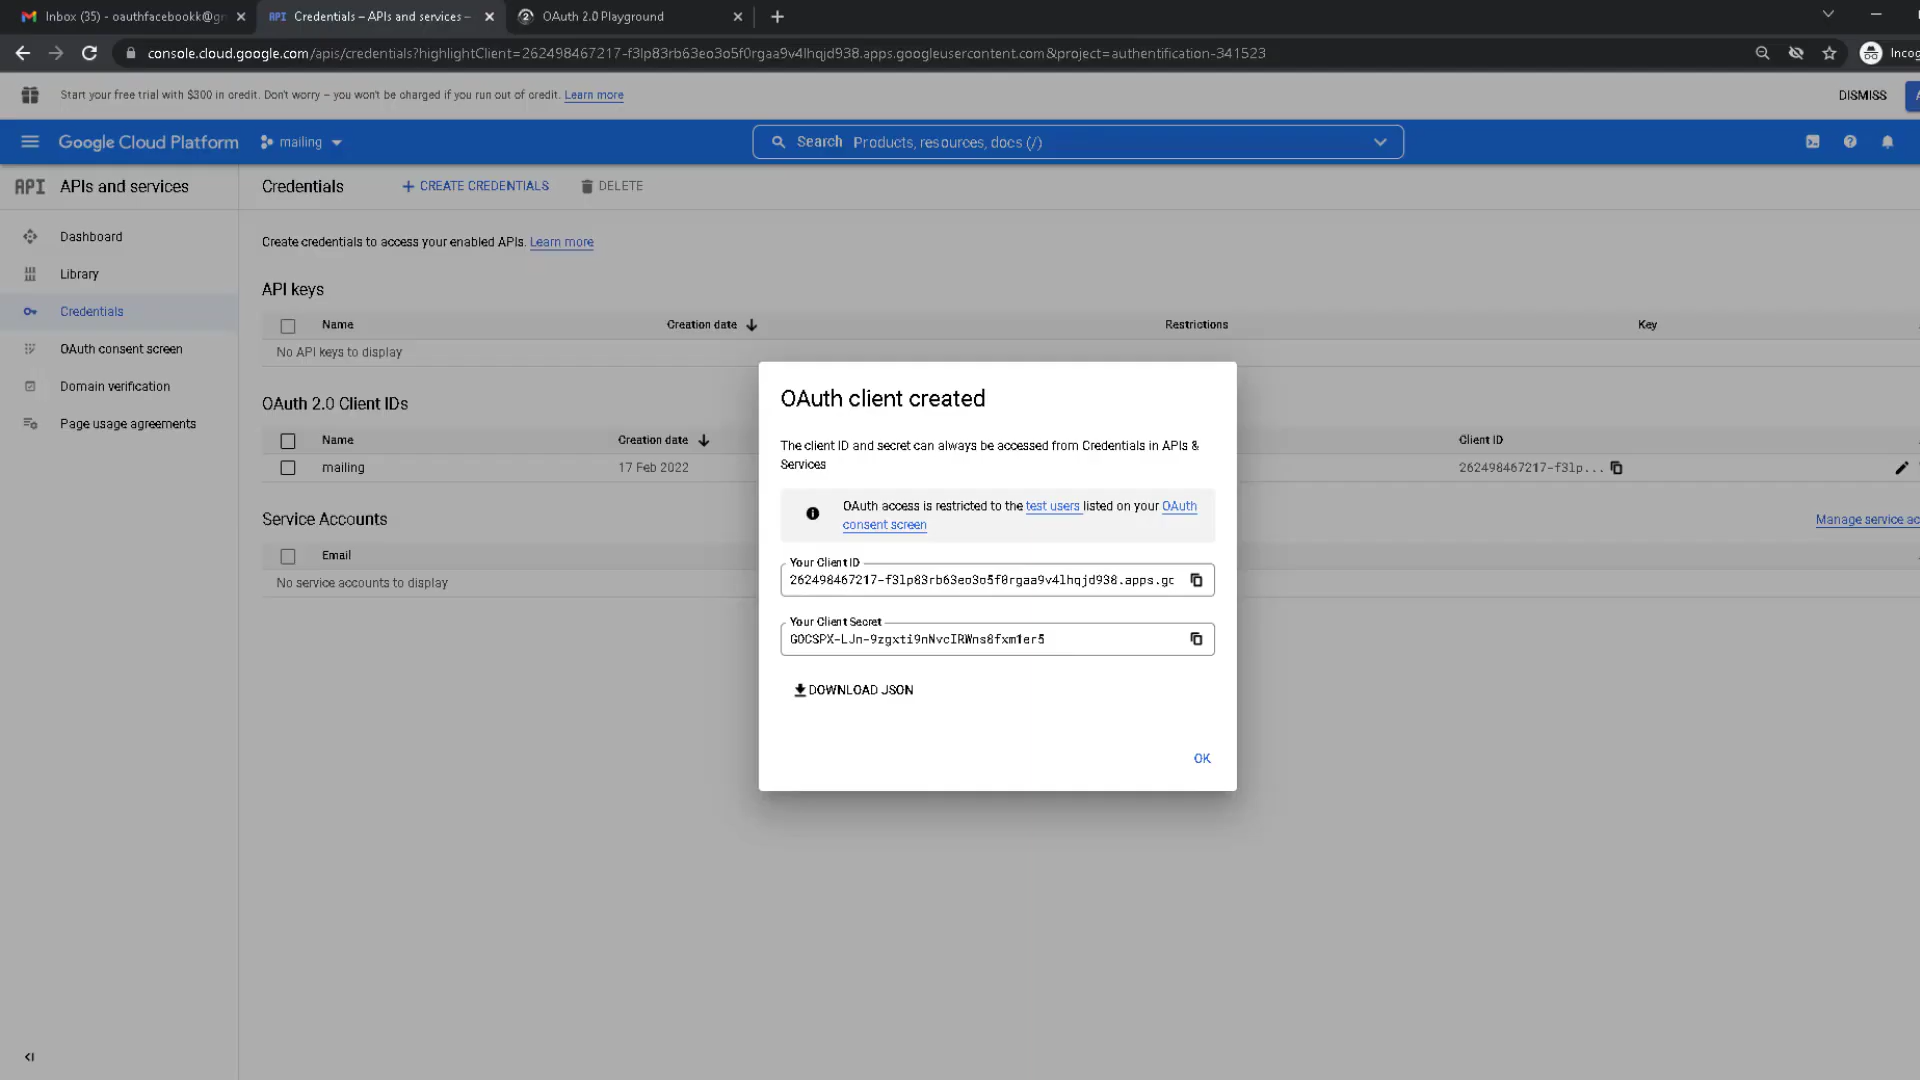 Inbox (35) - oauthfacebookk@gr
API Credentials – APIs and services –
OAuth 2.0 Playground
console.cloud.google.com/apis/credentials?highlightClient=262498467217-f3lp83rb63eo3o5f0rgaa9v4lhqjd938.apps.googleusercontent.com&project=authentification-341523
Incog
Start your free trial with $300 in credit. Don't worry – you won't be charged if you run out of credit. Learn more
DISMISS
A
Google Cloud Platform
mailing
Search Products, resources, docs (/)
API APIs and services
Credentials
+ CREATE CREDENTIALS
DELETE
Dashboard
Library
Credentials
OAuth consent screen
Domain verification
Page usage agreements
Create credentials to access your enabled APIs. Learn more
API keys
Name Creation date Restrictions Key
No API keys to display
OAuth 2.0 Client IDs
Name Creation date Client ID
mailing 17 Feb 2022 262498467217-f3lp...
Service Accounts
Manage service ac
Email
No service accounts to display
OAuth client created
The client ID and secret can always be accessed from Credentials in APIs &
Services
OAuth access is restricted to the test users listed on your OAuth
consent screen
Your Client ID
262498467217-f3lp83rb63eo3o5f0rgaa9v4lhqjd938.apps.gc
Your Client Secret
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
DOWNLOAD JSON
OK